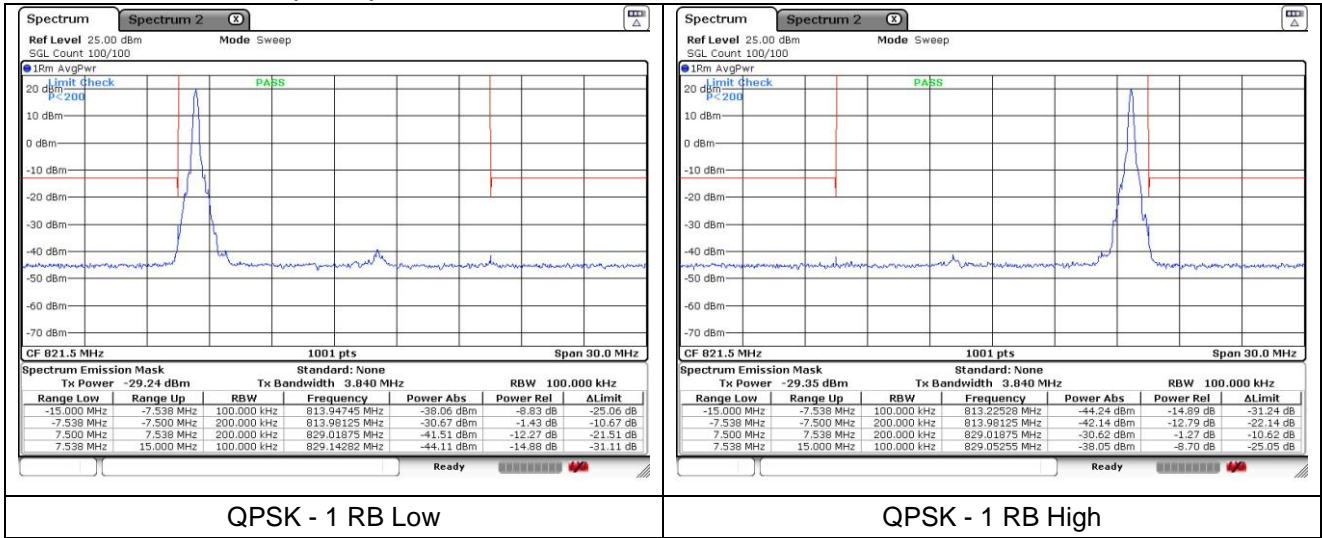 Spectrum Spectrum 2 X
Ref Level 25.00 dBm Mode Sweep
SGL Count 100/100
1Rm AvgPwr
Limit Check PASS
20 dBm
P<200
10 dBm
0 dBm
-10 dBm
-20 dBm
-30 dBm
-40 dBm
-50 dBm
-60 dBm
-70 dBm
CF 821.5 MHz 1001 pts Span 30.0 MHz
Spectrum Emission Mask Standard: None
Tx Power -29.24 dBm Tx Bandwidth 3.840 MHz RBW 100.000 kHz
Range Low Range Up RBW Frequency Power Abs Power Rel ΔLimit
-15.000 MHz -7.538 MHz 100.000 kHz 813.94745 MHz -38.06 dBm -8.83 dB -25.06 dB
-7.538 MHz -7.500 MHz 200.000 kHz 813.98125 MHz -30.67 dBm -1.43 dB -10.67 dB
7.500 MHz 7.538 MHz 200.000 kHz 829.01875 MHz -41.51 dBm -12.27 dB -21.51 dB
7.538 MHz 15.000 MHz 100.000 kHz 829.14282 MHz -44.11 dBm -14.88 dB -31.11 dB
Ready
QPSK - 1 RB Low
Spectrum Spectrum 2 X
Ref Level 25.00 dBm Mode Sweep
SGL Count 100/100
1Rm AvgPwr
Limit Check PASS
20 dBm
P<200
10 dBm
0 dBm
-10 dBm
-20 dBm
-30 dBm
-40 dBm
-50 dBm
-60 dBm
-70 dBm
CF 821.5 MHz 1001 pts Span 30.0 MHz
Spectrum Emission Mask Standard: None
Tx Power -29.35 dBm Tx Bandwidth 3.840 MHz RBW 100.000 kHz
Range Low Range Up RBW Frequency Power Abs Power Rel ΔLimit
-15.000 MHz -7.538 MHz 100.000 kHz 813.22528 MHz -44.24 dBm -14.89 dB -31.24 dB
-7.538 MHz -7.500 MHz 200.000 kHz 813.98125 MHz -42.14 dBm -12.79 dB -22.14 dB
7.500 MHz 7.538 MHz 200.000 kHz 829.01875 MHz -30.62 dBm -1.27 dB -10.62 dB
7.538 MHz 15.000 MHz 100.000 kHz 829.05255 MHz -38.05 dBm -8.70 dB -25.05 dB
Ready
QPSK - 1 RB High